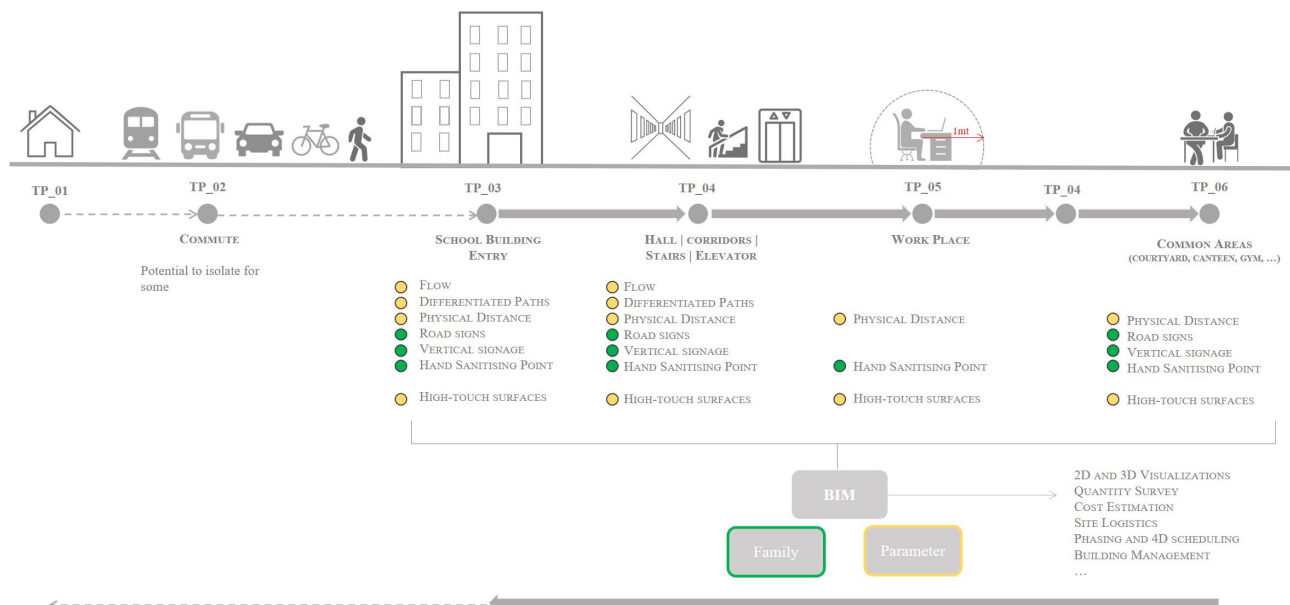 1mt
TP_01
TP_02
TP_03
TP_04
TP_05
TP_04
TP_06
COMMUTE
Potential to isolate for
some
SCHOOL BUILDING
ENTRY
HALL | CORRIDORS |
STAIRS | ELEVATOR
WORK PLACE
COMMON AREAS
(COURTYARD, CANTEEN, GYM, …)
FLOW
DIFFERENTIATED PATHS
PHYSICAL DISTANCE
ROAD SIGNS
VERTICAL SIGNAGE
HAND SANITISING POINT
HIGH-TOUCH SURFACES
FLOW
DIFFERENTIATED PATHS
PHYSICAL DISTANCE
ROAD SIGNS
VERTICAL SIGNAGE
HAND SANITISING POINT
HIGH-TOUCH SURFACES
PHYSICAL DISTANCE
HAND SANITISING POINT
HIGH-TOUCH SURFACES
PHYSICAL DISTANCE
ROAD SIGNS
VERTICAL SIGNAGE
HAND SANITISING POINT
HIGH-TOUCH SURFACES
BIM
Family
Parameter
2D AND 3D VISUALIZATIONS
QUANTITY SURVEY
COST ESTIMATION
SITE LOGISTICS
PHASING AND 4D SCHEDULING
BUILDING MANAGEMENT
…